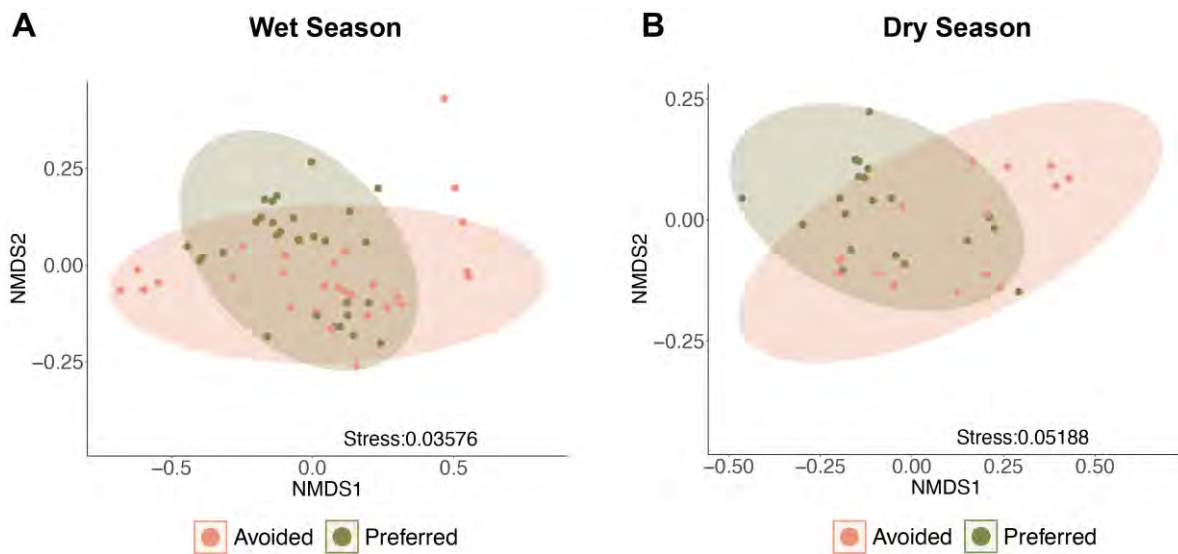 A
Wet Season
NMDS2
0.25
0.00
−0.25
Stress:0.03576
−0.5
0.0
0.5
NMDS1
Avoided
Preferred
B
Dry Season
NMDS2
0.25
0.00
−0.25
Stress:0.05188
−0.50
−0.25
0.00
0.25
0.50
NMDS1
Avoided
Preferred